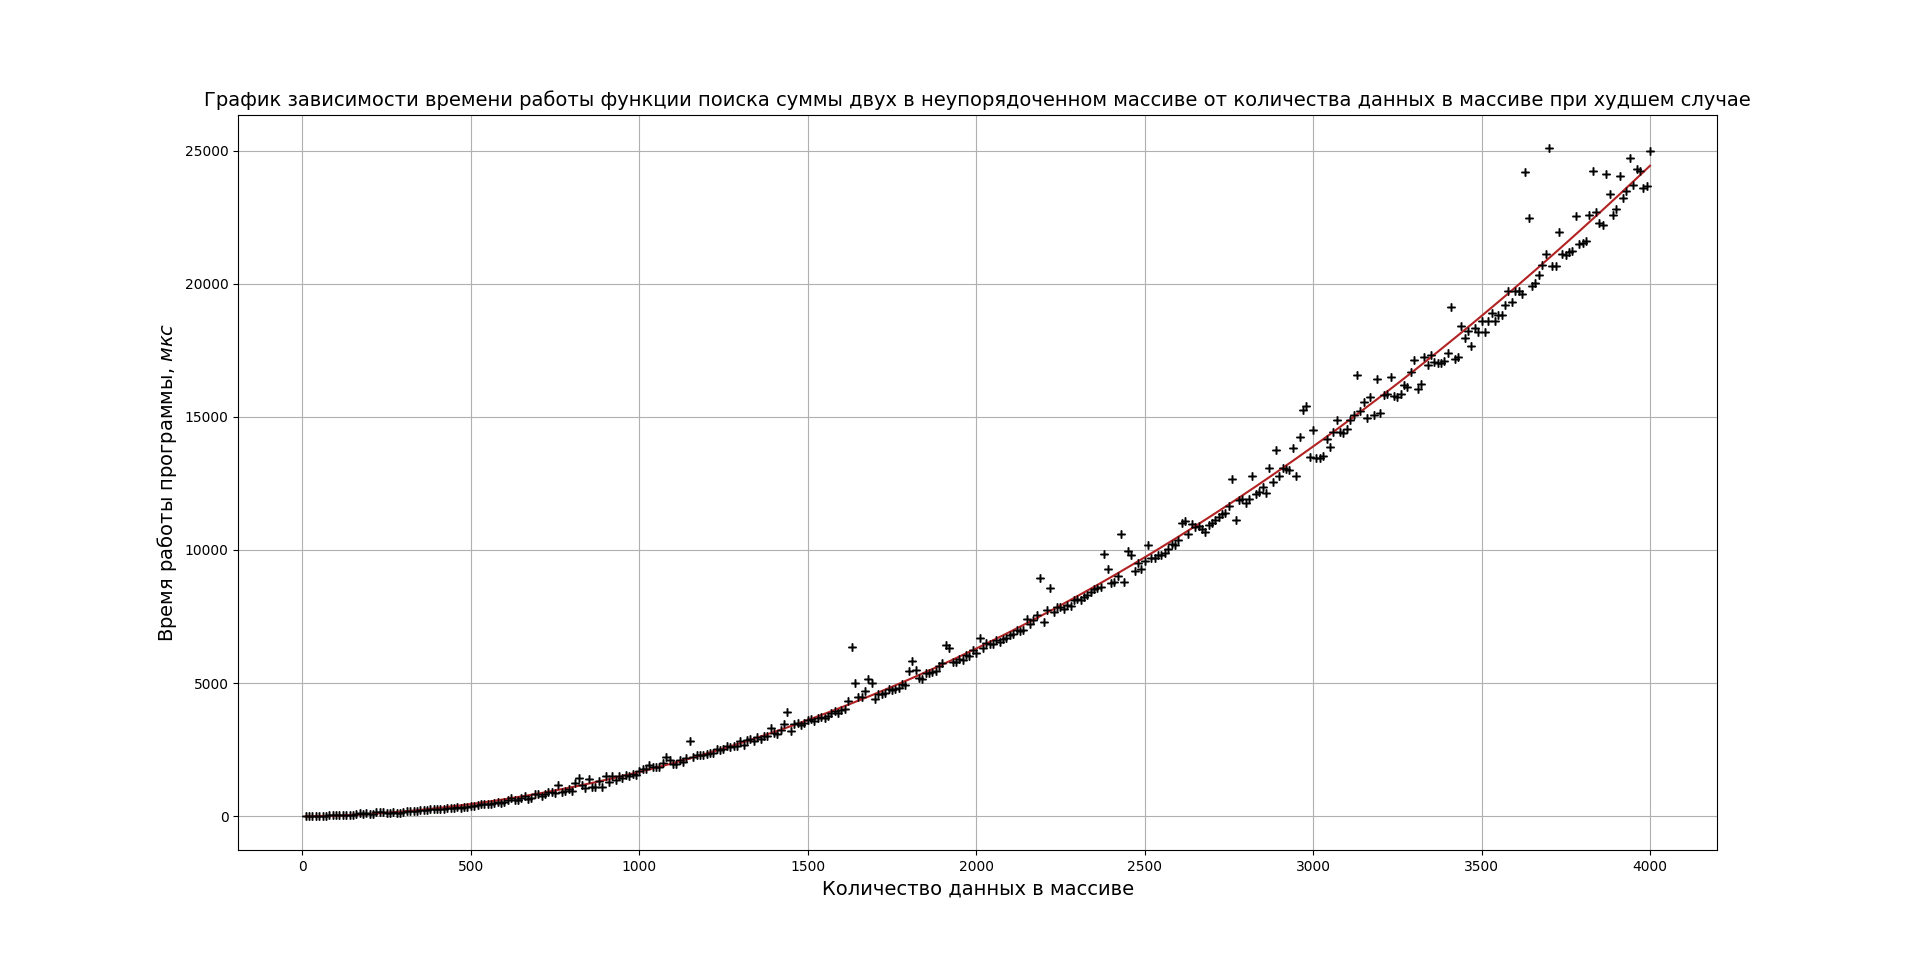 График зависимости времени работы функции поиска суммы двух в неупорядоченном массиве от количества данных в массиве при худшем случае
25000
20000
15000
10000
5000
0
Время работы программы, мкс
0 500 1000 1500 2000 2500 3000 3500 4000
Количество данных в массиве